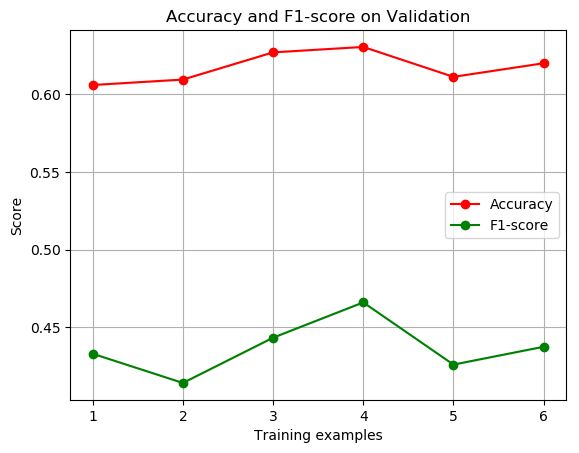 Accuracy and F1-score on Validation
Score
0.60
0.55
0.50
0.45
Accuracy
F1-score
1 2 3 4 5 6
Training examples